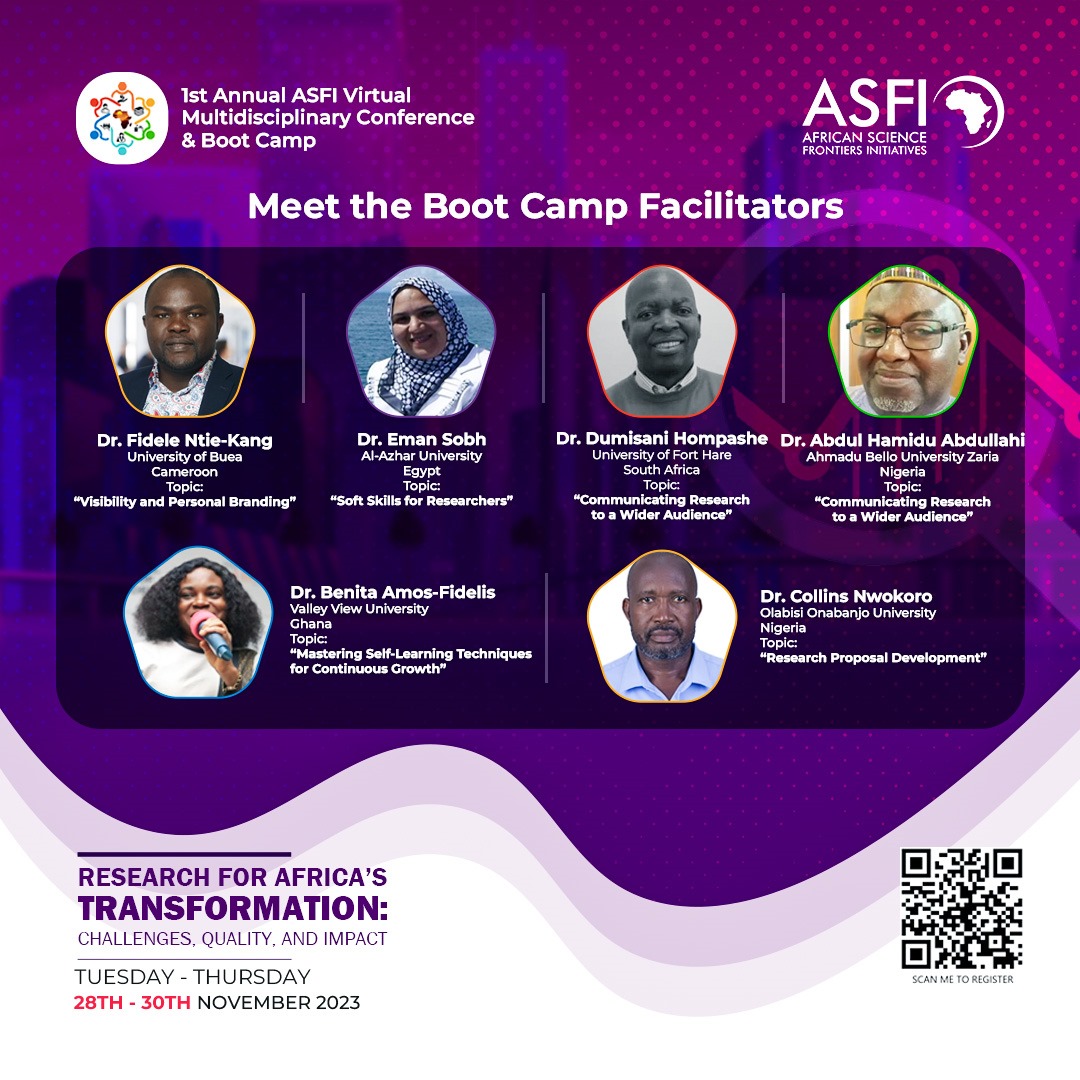 1st Annual ASFI Virtual
Multidisciplinary Conference
& Boot Camp
ASFI
AFRICAN SCIENCE
FRONTIERS INITIATIVES
Meet the Boot Camp Facilitators
Dr. Fidele Ntie-Kang
University of Buea
Cameroon
Topic:
“Visibility and Personal Branding”
Dr. Eman Sobh
Al-Azhar University
Egypt
Topic:
“Soft Skills for Researchers”
Dr. Dumisani Hompashe
University of Fort Hare
South Africa
Topic:
“Communicating Research
to a Wider Audience”
Dr. Abdul Hamidu Abdullahi
Ahmadu Bello University Zaria
Nigeria
Topic:
“Communicating Research
to a Wider Audience”
Dr. Benita Amos-Fidelis
Valley View University
Ghana
Topic:
“Mastering Self-Learning Techniques
for Continuous Growth”
Dr. Collins Nwokoro
Olabisi Onabanjo University
Nigeria
Topic:
“Research Proposal Development”
RESEARCH FOR AFRICA’S
TRANSFORMATION:
CHALLENGES, QUALITY, AND IMPACT
TUESDAY - THURSDAY
28TH - 30TH NOVEMBER 2023
SCAN ME TO REGISTER